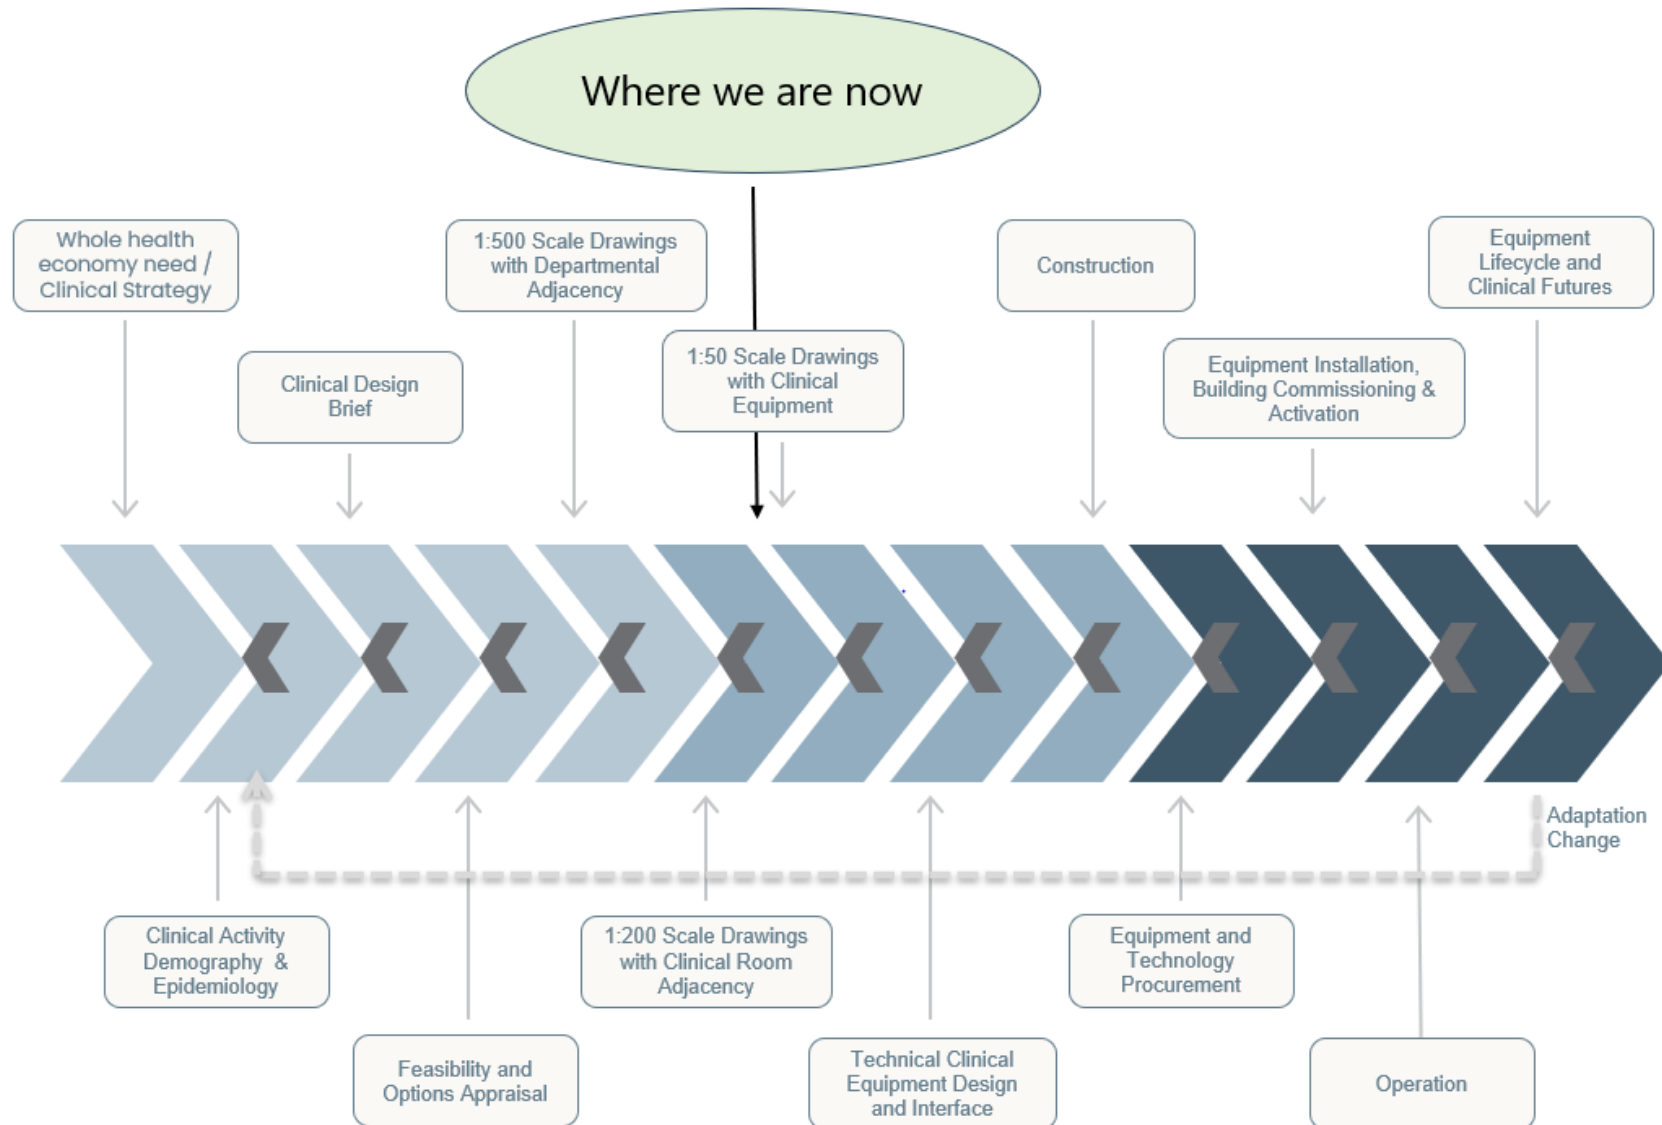 Where we are now
Whole health
economy need /
Clinical Strategy
1:500 Scale Drawings
with Departmental
Adjacency
Construction
Equipment
Lifecycle and
Clinical Futures
Clinical Design
Brief
1:50 Scale Drawings
with Clinical
Equipment
Equipment Installation,
Building Commissioning &
Activation
Adaptation
Change
Clinical Activity
Demography &
Epidemiology
1:200 Scale Drawings
with Clinical Room
Adjacency
Equipment and
Technology
Procurement
Feasibility and
Options Appraisal
Technical Clinical
Equipment Design
and Interface
Operation